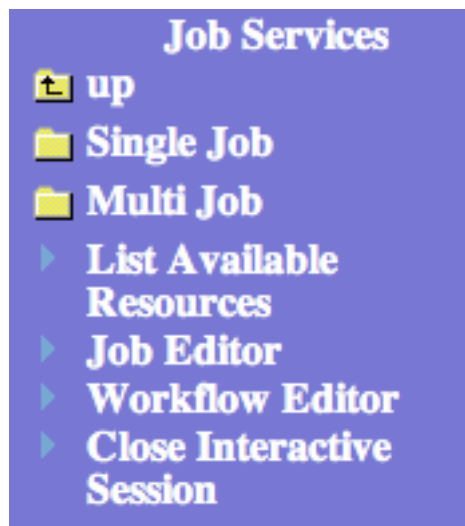 Job Services
up
Single Job
Multi Job
List Available
Resources
Job Editor
Workflow Editor
Close Interactive
Session